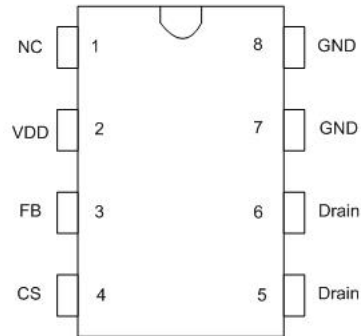 NC 1 8 GND
VDD 2 7 GND
FB 3 6 Drain
CS 4 5 Drain